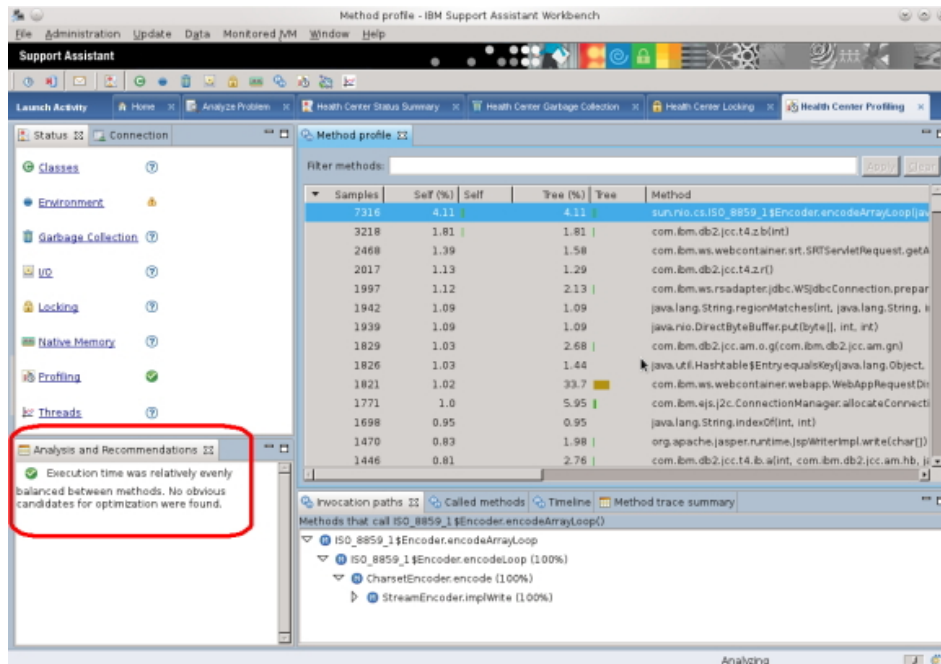 Method profile - IBM Support Assistant Workbench
File Administration Update Data Monitored JVM Window Help
Support Assistant
Launch Activity Home Analyze Problem Health Center Status Summary Health Center Garbage Collection Health Center Locking Health Center Profiling
Status Connection
Classes
Environment
Garbage Collection
I/O
Locking
Native Memory
Profiling
Threads
Analysis and Recommendations
Execution time was relatively evenly
balanced between methods. No obvious
candidates for optimization were found.
Method profile
Filter methods:
Apply Clear
Samples Self (%) Self Tree (%) Tree Method
7316 4.11 4.11 sun.nio.cs.ISO_8859_1$Encoder.encodeArrayLoop(jav
3218 1.81 1.81 com.ibm.db2.jcc.t4.z.b(int)
2468 1.39 1.58 com.ibm.ws.webcontainer.srt.SRTServletRequest.getA
2017 1.13 1.29 com.ibm.db2.jcc.t4.z.r()
1997 1.12 2.13 com.ibm.ws.rsadapter.jdbc.WSJdbcConnection.prepar
1942 1.09 1.09 java.lang.String.regionMatches(int, java.lang.String, i
1939 1.09 1.09 java.nio.DirectByteBuffer.put(byte[], int, int)
1829 1.03 2.68 com.ibm.db2.jcc.am.o.g(com.ibm.db2.jcc.am.gn)
1826 1.03 1.44 java.util.Hashtable$Entry.equalsKey(java.lang.Object,
1821 1.02 33.7 com.ibm.ws.webcontainer.webapp.WebAppRequestDis
1771 1.0 5.95 com.ibm.ejs.j2c.ConnectionManager.allocateConnecti
1698 0.95 0.95 java.lang.String.indexOf(int, int)
1470 0.83 1.98 org.apache.jasper.runtime.JspWriterImpl.write(char[])
1446 0.81 2.76 com.ibm.db2.jcc.t4.ib.a(int, com.ibm.db2.jcc.am.hb, ja
Invocation paths Called methods Timeline Method trace summary
Methods that call ISO_8859_1$Encoder.encodeArrayLoop()
ISO_8859_1$Encoder.encodeArrayLoop
ISO_8859_1$Encoder.encodeLoop (100%)
CharsetEncoder.encode (100%)
StreamEncoder.implWrite (100%)
Analyzing